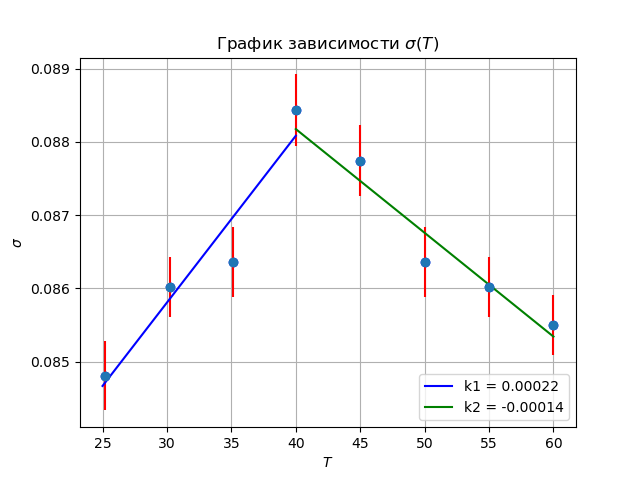 График зависимости σ(T)
0.089
0.088
0.087
0.086
0.085
σ
25 30 35 40 45 50 55 60
T
k1 = 0.00022
k2 = -0.00014